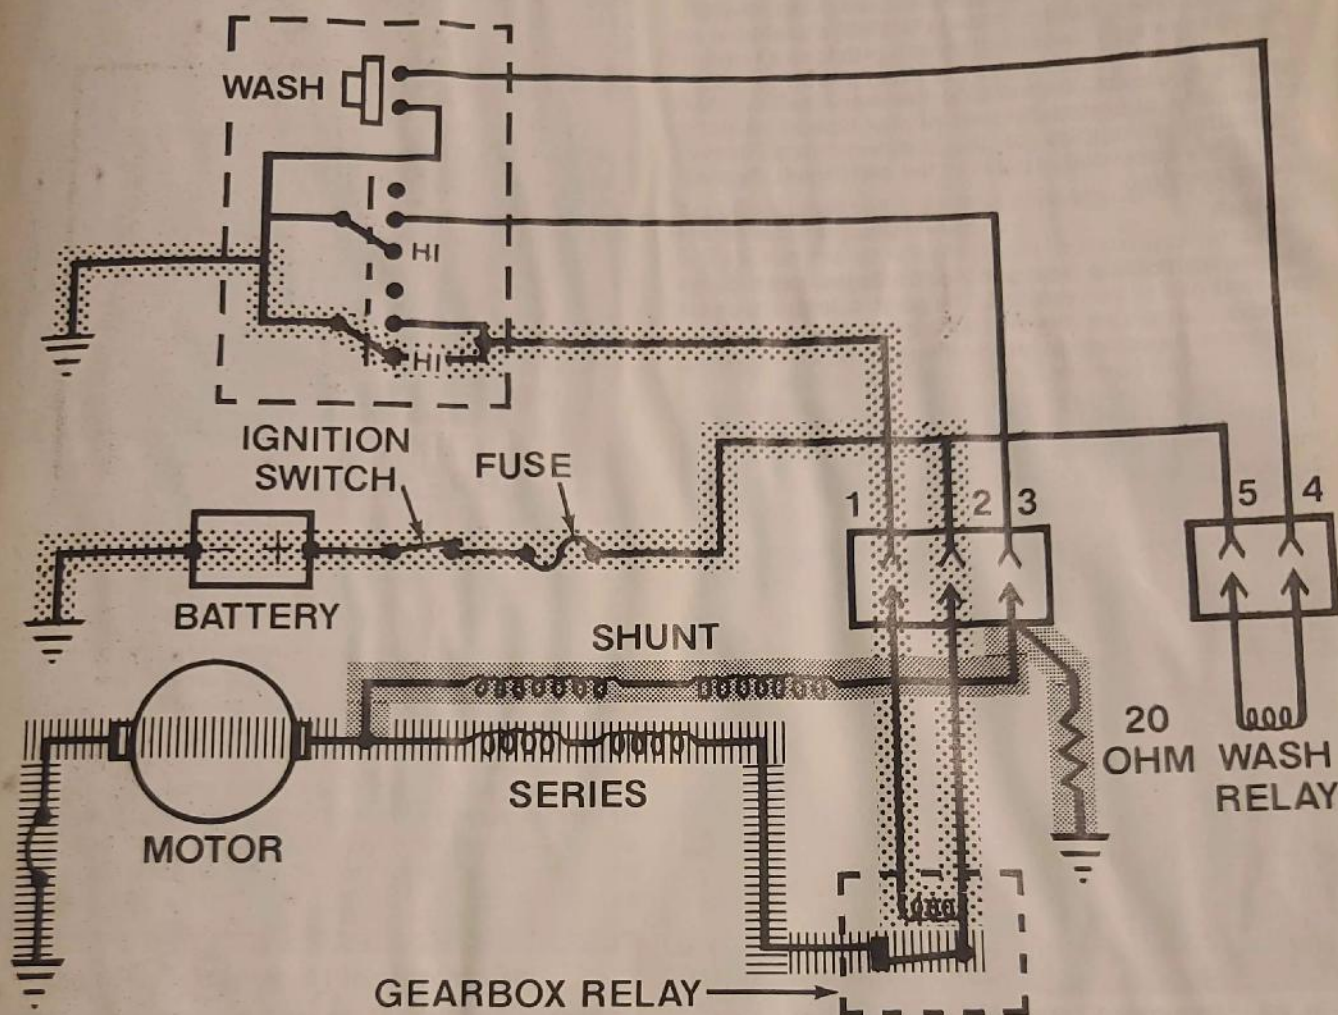 WASH
HI
HI
IGNITION
SWITCH
FUSE
1
2
3
5
4
- +
BATTERY
SHUNT
20
OHM
WASH
RELAY
SERIES
MOTOR
GEARBOX RELAY